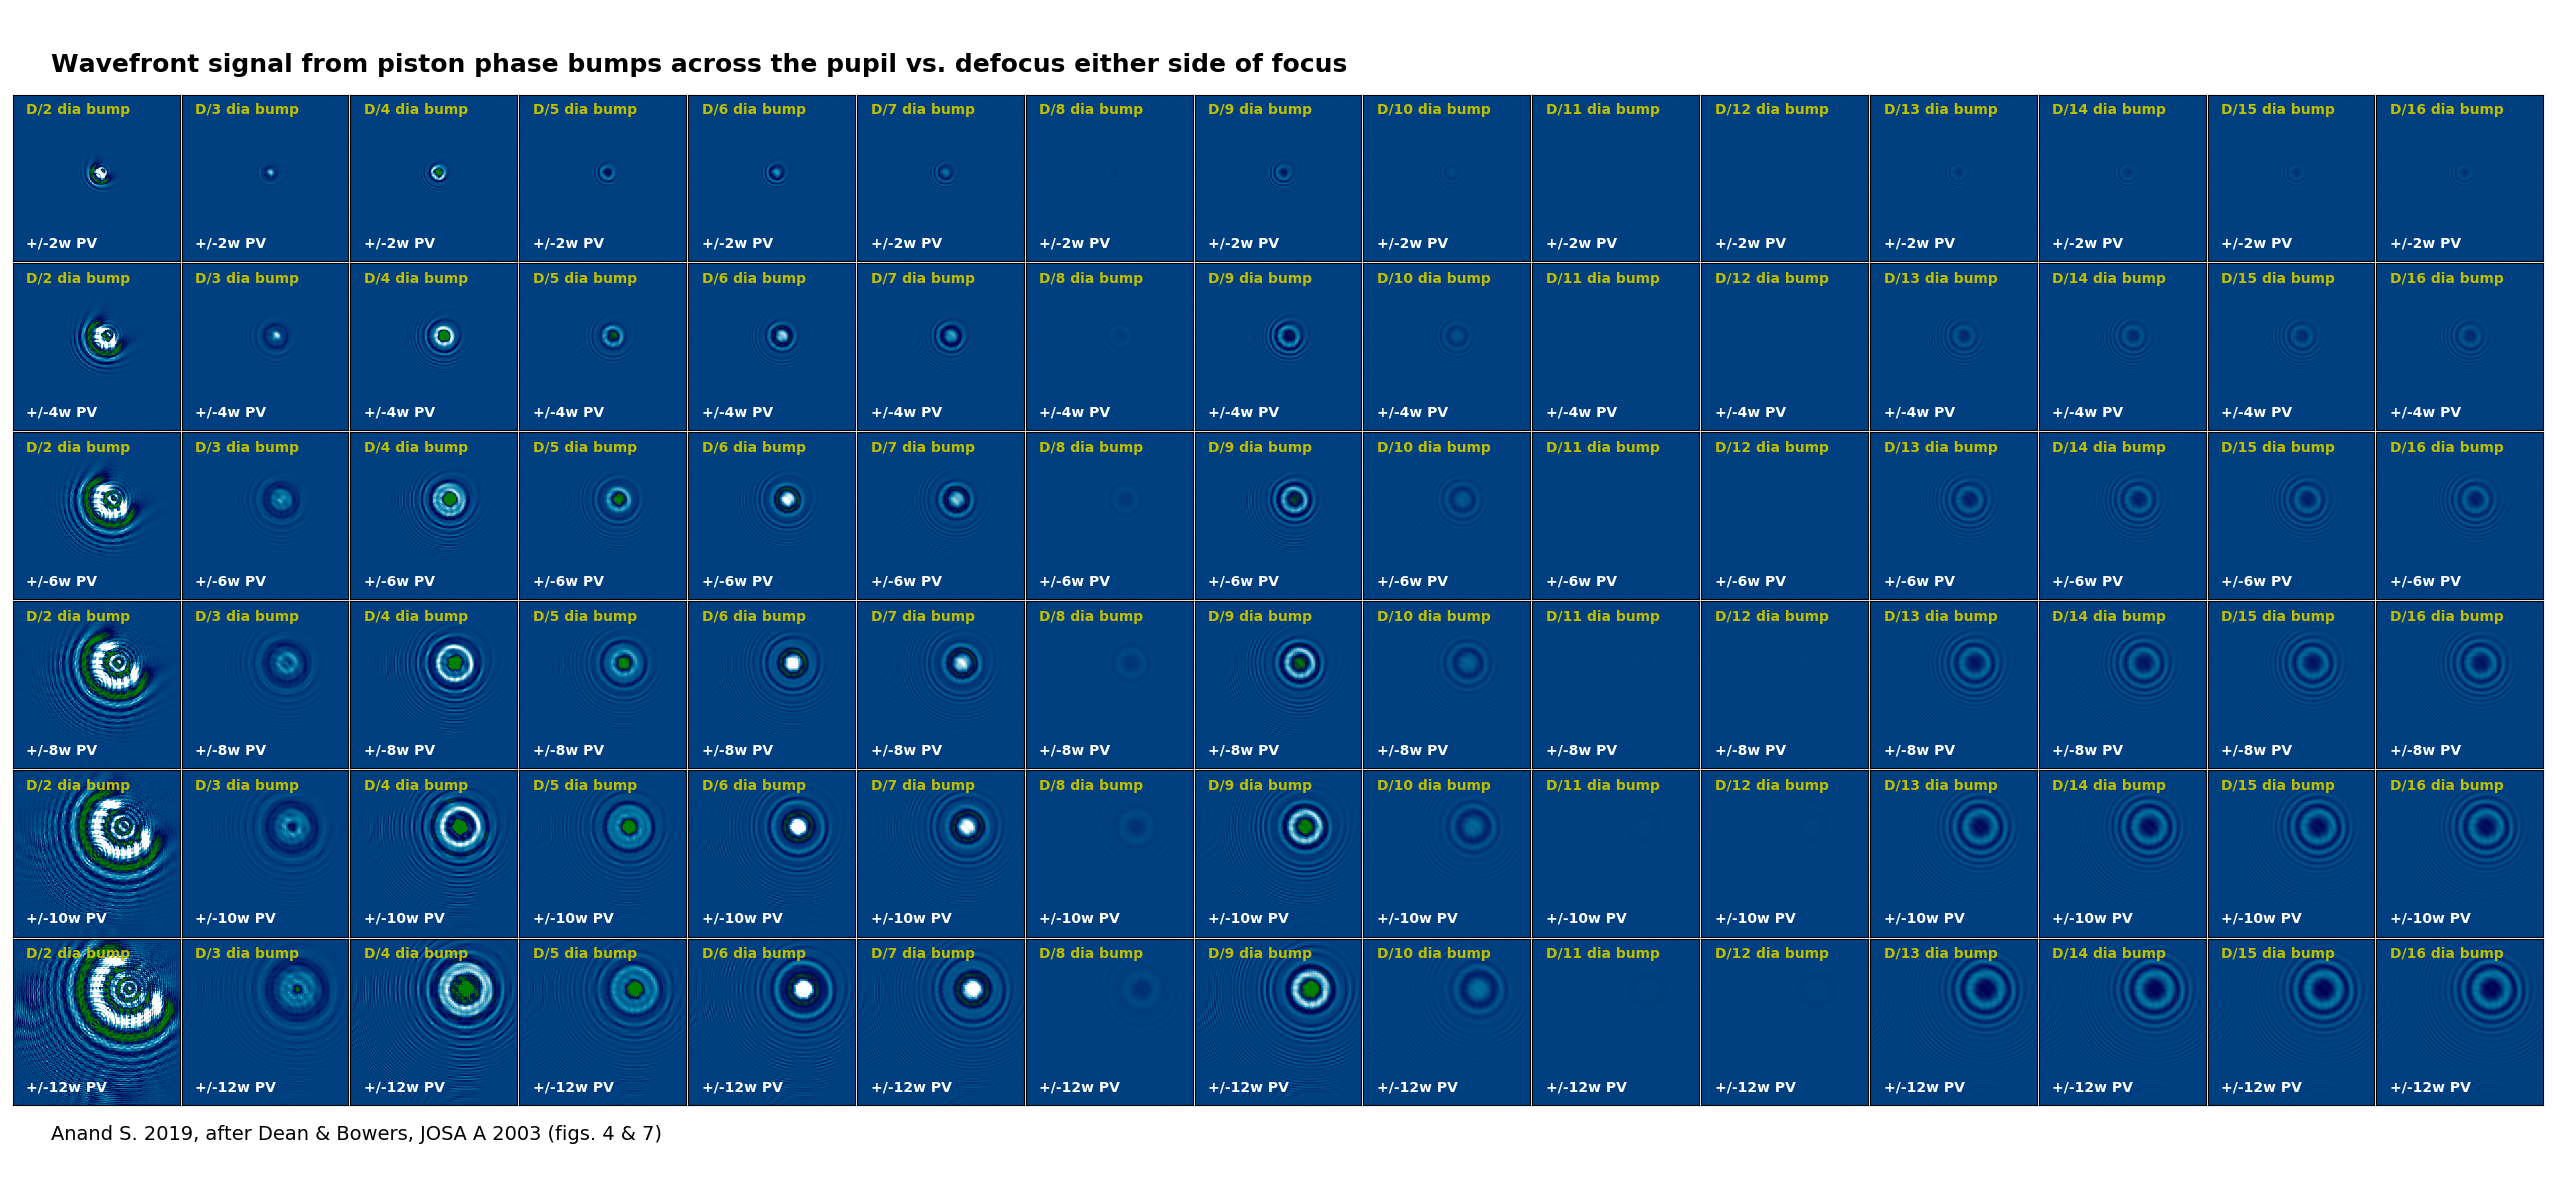 Wavefront signal from piston phase bumps across the pupil vs. defocus either side of focus
D/2 dia bump D/3 dia bump D/4 dia bump D/5 dia bump D/6 dia bump D/7 dia bump D/8 dia bump D/9 dia bump D/10 dia bump D/11 dia bump D/12 dia bump D/13 dia bump D/14 dia bump D/15 dia bump D/16 dia bump
+/-2w PV +/-2w PV +/-2w PV +/-2w PV +/-2w PV +/-2w PV +/-2w PV +/-2w PV +/-2w PV +/-2w PV +/-2w PV +/-2w PV +/-2w PV +/-2w PV +/-2w PV
D/2 dia bump D/3 dia bump D/4 dia bump D/5 dia bump D/6 dia bump D/7 dia bump D/8 dia bump D/9 dia bump D/10 dia bump D/11 dia bump D/12 dia bump D/13 dia bump D/14 dia bump D/15 dia bump D/16 dia bump
+/-4w PV +/-4w PV +/-4w PV +/-4w PV +/-4w PV +/-4w PV +/-4w PV +/-4w PV +/-4w PV +/-4w PV +/-4w PV +/-4w PV +/-4w PV +/-4w PV +/-4w PV
D/2 dia bump D/3 dia bump D/4 dia bump D/5 dia bump D/6 dia bump D/7 dia bump D/8 dia bump D/9 dia bump D/10 dia bump D/11 dia bump D/12 dia bump D/13 dia bump D/14 dia bump D/15 dia bump D/16 dia bump
+/-6w PV +/-6w PV +/-6w PV +/-6w PV +/-6w PV +/-6w PV +/-6w PV +/-6w PV +/-6w PV +/-6w PV +/-6w PV +/-6w PV +/-6w PV +/-6w PV +/-6w PV
D/2 dia bump D/3 dia bump D/4 dia bump D/5 dia bump D/6 dia bump D/7 dia bump D/8 dia bump D/9 dia bump D/10 dia bump D/11 dia bump D/12 dia bump D/13 dia bump D/14 dia bump D/15 dia bump D/16 dia bump
+/-8w PV +/-8w PV +/-8w PV +/-8w PV +/-8w PV +/-8w PV +/-8w PV +/-8w PV +/-8w PV +/-8w PV +/-8w PV +/-8w PV +/-8w PV +/-8w PV +/-8w PV
D/2 dia bump D/3 dia bump D/4 dia bump D/5 dia bump D/6 dia bump D/7 dia bump D/8 dia bump D/9 dia bump D/10 dia bump D/11 dia bump D/12 dia bump D/13 dia bump D/14 dia bump D/15 dia bump D/16 dia bump
+/-10w PV +/-10w PV +/-10w PV +/-10w PV +/-10w PV +/-10w PV +/-10w PV +/-10w PV +/-10w PV +/-10w PV +/-10w PV +/-10w PV +/-10w PV +/-10w PV +/-10w PV
D/2 dia bump D/3 dia bump D/4 dia bump D/5 dia bump D/6 dia bump D/7 dia bump D/8 dia bump D/9 dia bump D/10 dia bump D/11 dia bump D/12 dia bump D/13 dia bump D/14 dia bump D/15 dia bump D/16 dia bump
+/-12w PV +/-12w PV +/-12w PV +/-12w PV +/-12w PV +/-12w PV +/-12w PV +/-12w PV +/-12w PV +/-12w PV +/-12w PV +/-12w PV +/-12w PV +/-12w PV +/-12w PV
Anand S. 2019, after Dean & Bowers, JOSA A 2003 (figs. 4 & 7)